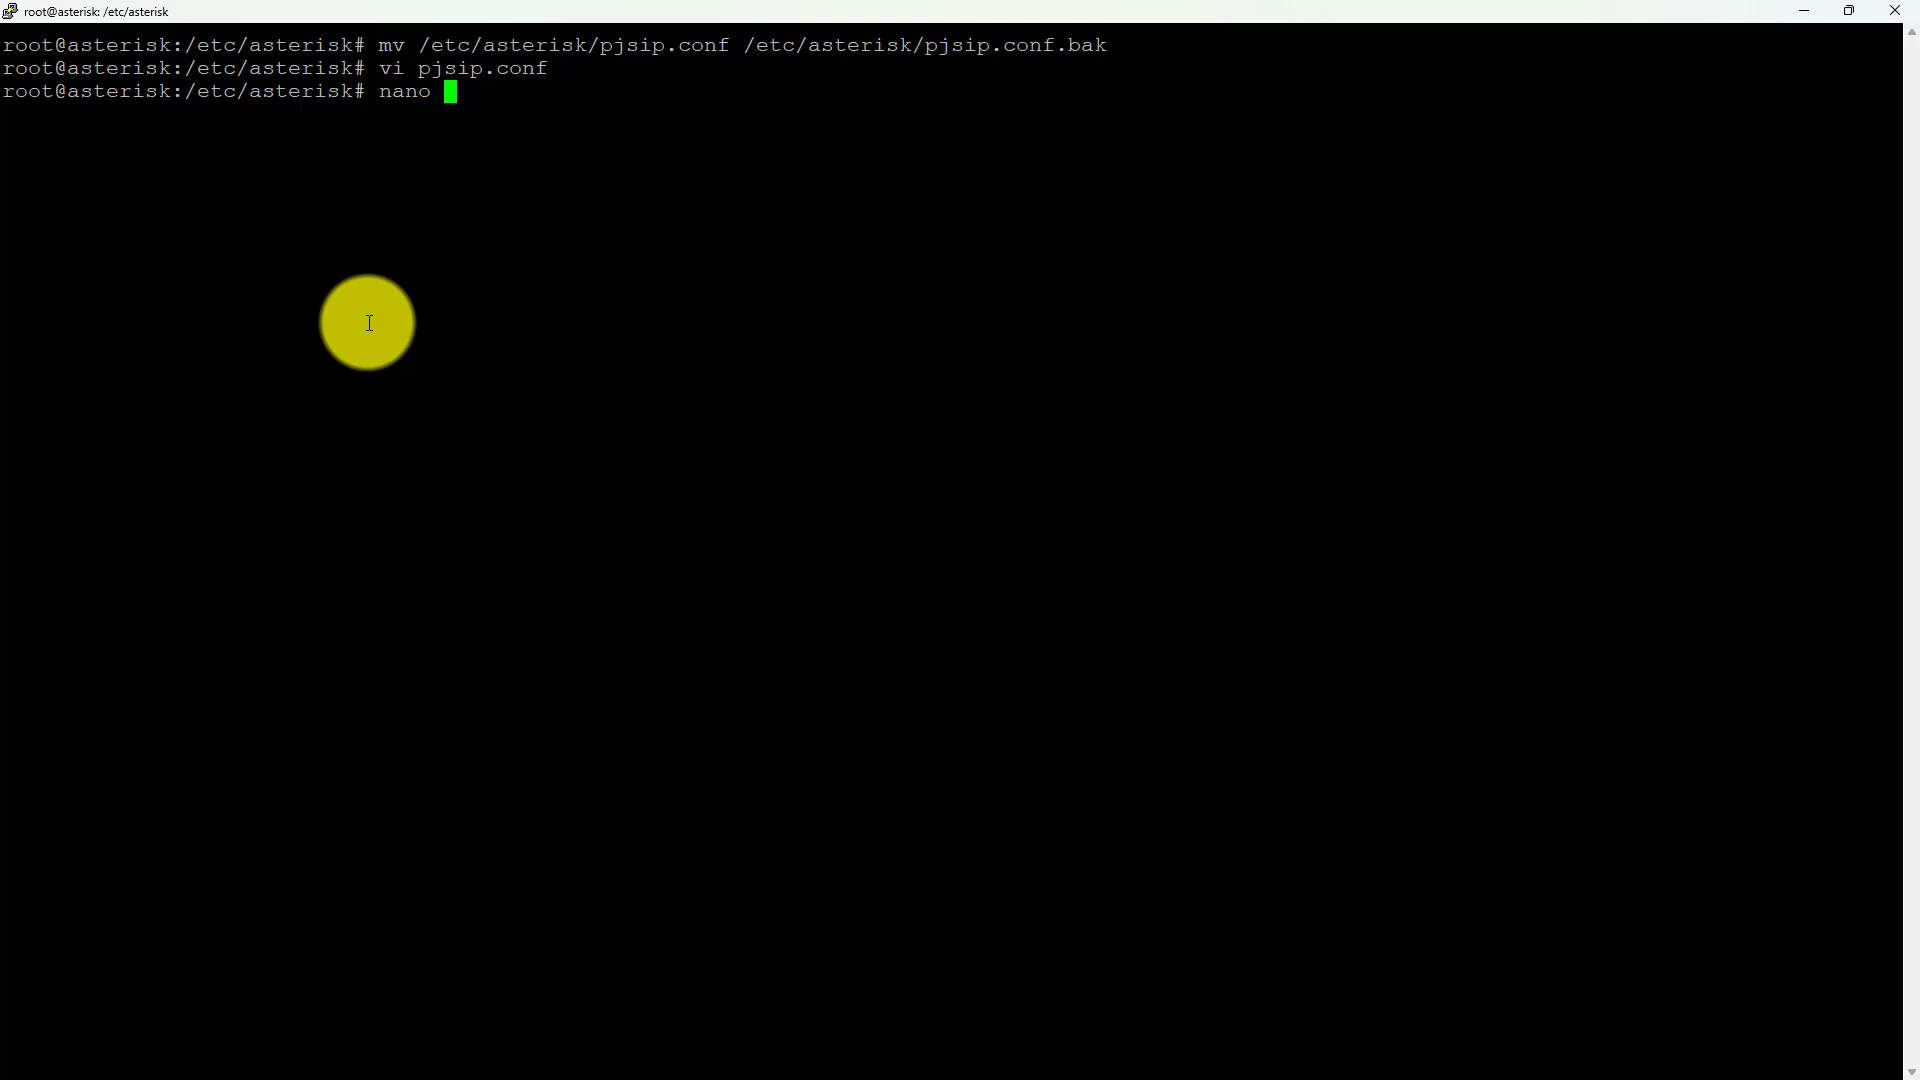 root@asterisk: /etc/asterisk
root@asterisk:/etc/asterisk# mv /etc/asterisk/pjsip.conf /etc/asterisk/pjsip.conf.bak
root@asterisk:/etc/asterisk# vi pjsip.conf
root@asterisk:/etc/asterisk# nano